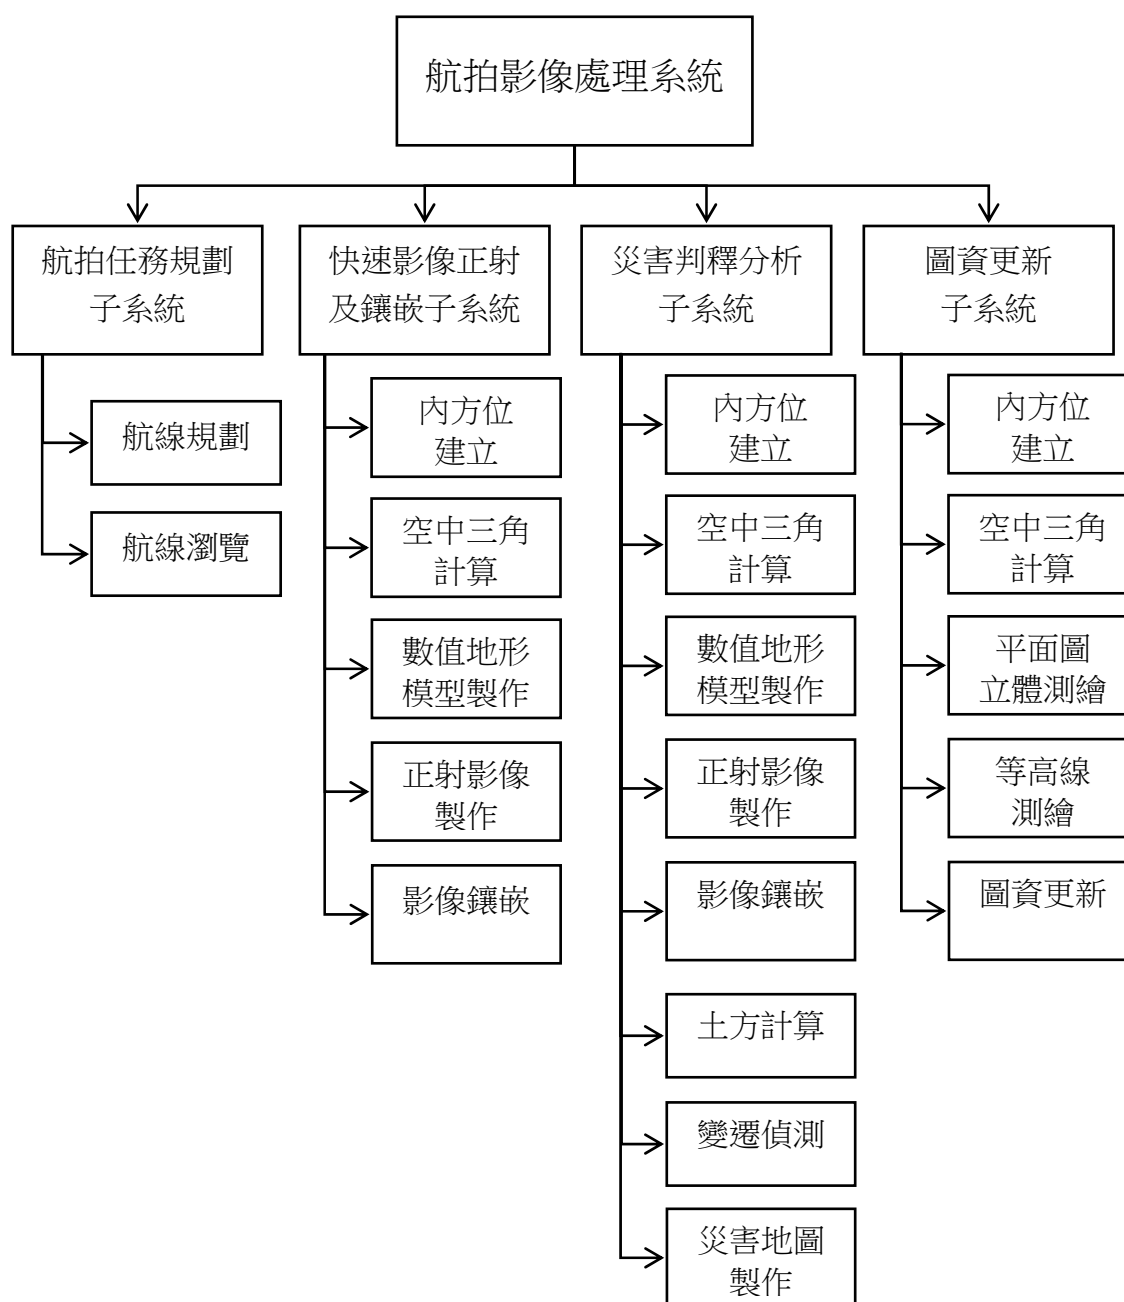 航拍影像處理系統
航拍任務規劃
子系統
航線規劃
航線瀏覽
快速影像正射
及鑲嵌子系統
內方位
建立
空中三角
計算
數值地形
模型製作
正射影像
製作
影像鑲嵌
災害判釋分析
子系統
內方位
建立
空中三角
計算
數值地形
模型製作
正射影像
製作
影像鑲嵌
土方計算
變遷偵測
災害地圖
製作
圖資更新
子系統
內方位
建立
空中三角
計算
平面圖
立體測繪
等高線
測繪
圖資更新